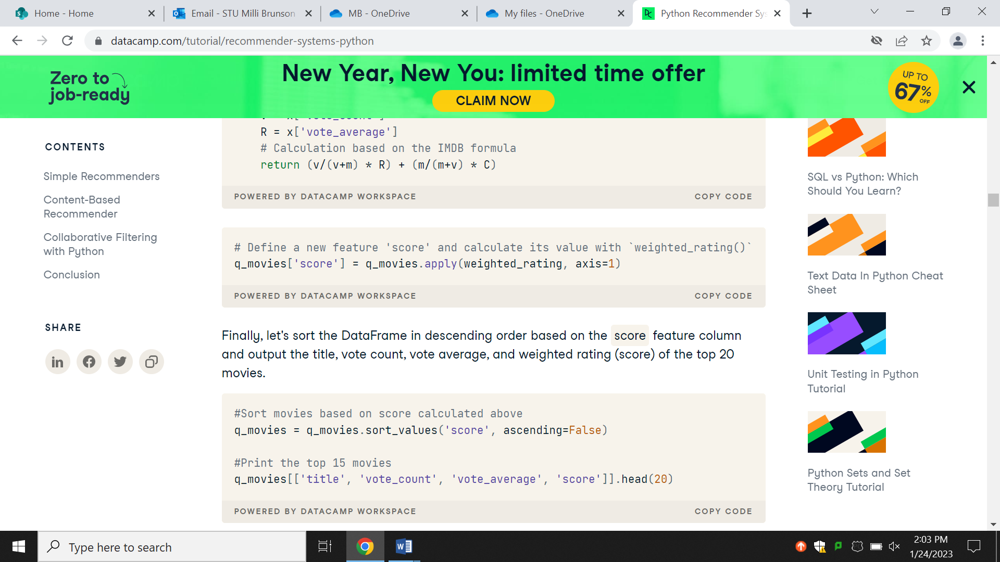 Home - Home
Email - STU Milli Brunson
MB - OneDrive
My files - OneDrive
Python Recommender Sys
datacamp.com/tutorial/recommender-systems-python
Zero to
job-ready
New Year, New You: limited time offer
CLAIM NOW
UP TO
67%
OFF
CONTENTS
Simple Recommenders
Content-Based
Recommender
Collaborative Filtering
with Python
Conclusion
SHARE
R = x['vote_average']
# Calculation based on the IMDB formula
return (v/(v+m) * R) + (m/(m+v) * C)
POWERED BY DATACAMP WORKSPACE
COPY CODE
# Define a new feature 'score' and calculate its value with `weighted_rating()`
q_movies['score'] = q_movies.apply(weighted_rating, axis=1)
POWERED BY DATACAMP WORKSPACE
COPY CODE
Finally, let's sort the DataFrame in descending order based on the score feature column
and output the title, vote count, vote average, and weighted rating (score) of the top 20
movies.
#Sort movies based on score calculated above
q_movies = q_movies.sort_values('score', ascending=False)
#Print the top 15 movies
q_movies[['title', 'vote_count', 'vote_average', 'score']].head(20)
POWERED BY DATACAMP WORKSPACE
COPY CODE
SQL vs Python: Which
Should You Learn?
Text Data In Python Cheat
Sheet
Unit Testing in Python
Tutorial
Python Sets and Set
Theory Tutorial
Type here to search
2:03 PM
1/24/2023